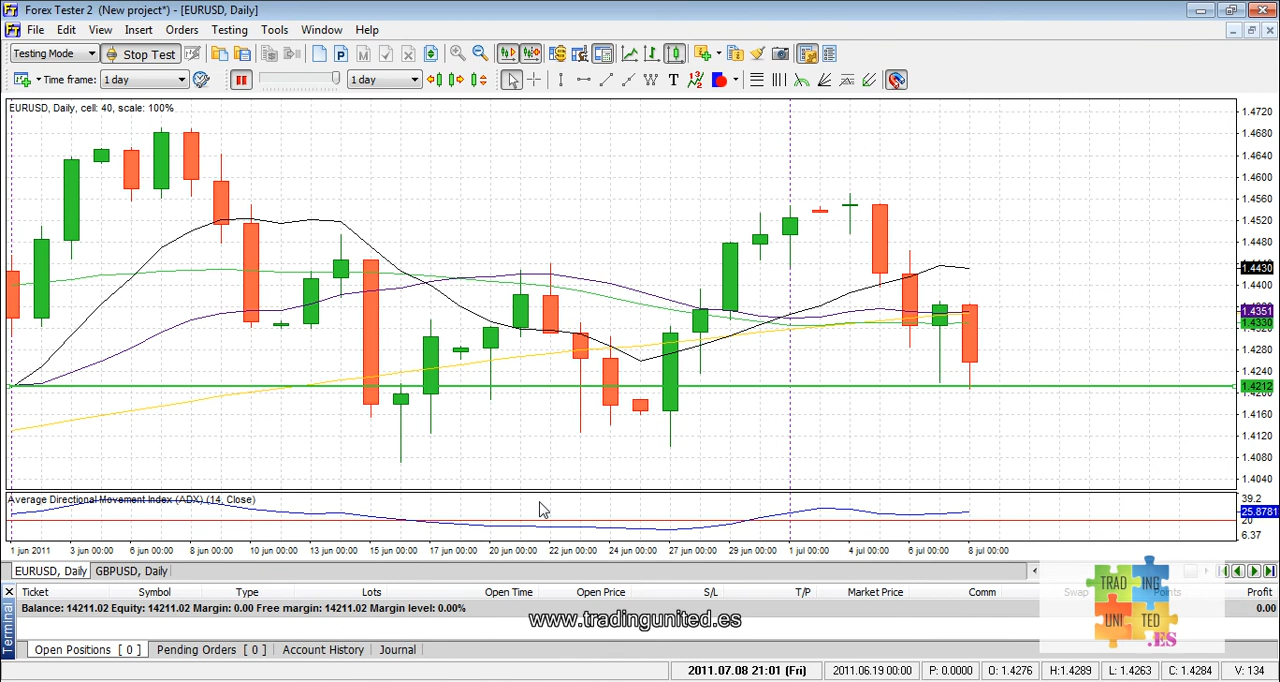 Forex Tester 2 (New project*) - [EURUSD, Daily]
File Edit View Insert Orders Testing Tools Window Help
Testing Mode Stop Test
Time frame: 1 day 1 day
EURUSD, Daily, cell: 40, scale: 100%
1.4720
1.4680
1.4640
1.4600
1.4560
1.4520
1.4480
1.4430
1.4400
1.4351
1.4330
1.4280
1.4240
1.4212
1.4200
1.4160
1.4120
1.4080
1.4040
Average Directional Movement Index (ADX) (14, Close)
39.2
25.8781
20
6.37
1 jun 2011 3 jun 00:00 6 jun 00:00 8 jun 00:00 10 jun 00:00 13 jun 00:00 15 jun 00:00 17 jun 00:00 20 jun 00:00 22 jun 00:00 24 jun 00:00 27 jun 00:00 29 jun 00:00 1 jul 00:00 4 jul 00:00 6 jul 00:00 8 jul 00:00
EURUSD, Daily GBPUSD, Daily
Ticket Symbol Type Lots Open Time Open Price S/L T/P Market Price Comm Swap Points Profit
Balance: 14211.02 Equity: 14211.02 Margin: 0.00 Free margin: 14211.02 Margin level: 0.00% 0.00
www.tradingunited.es
TRAD ING
UNI TED
.ES
Terminal
Open Positions [ 0 ] Pending Orders [ 0 ] Account History Journal
2011.07.08 21:01 (Fri) 2011.06.19 00:00 P: 0.0000 O: 1.4276 H:1.4289 L: 1.4263 C: 1.4284 V: 134